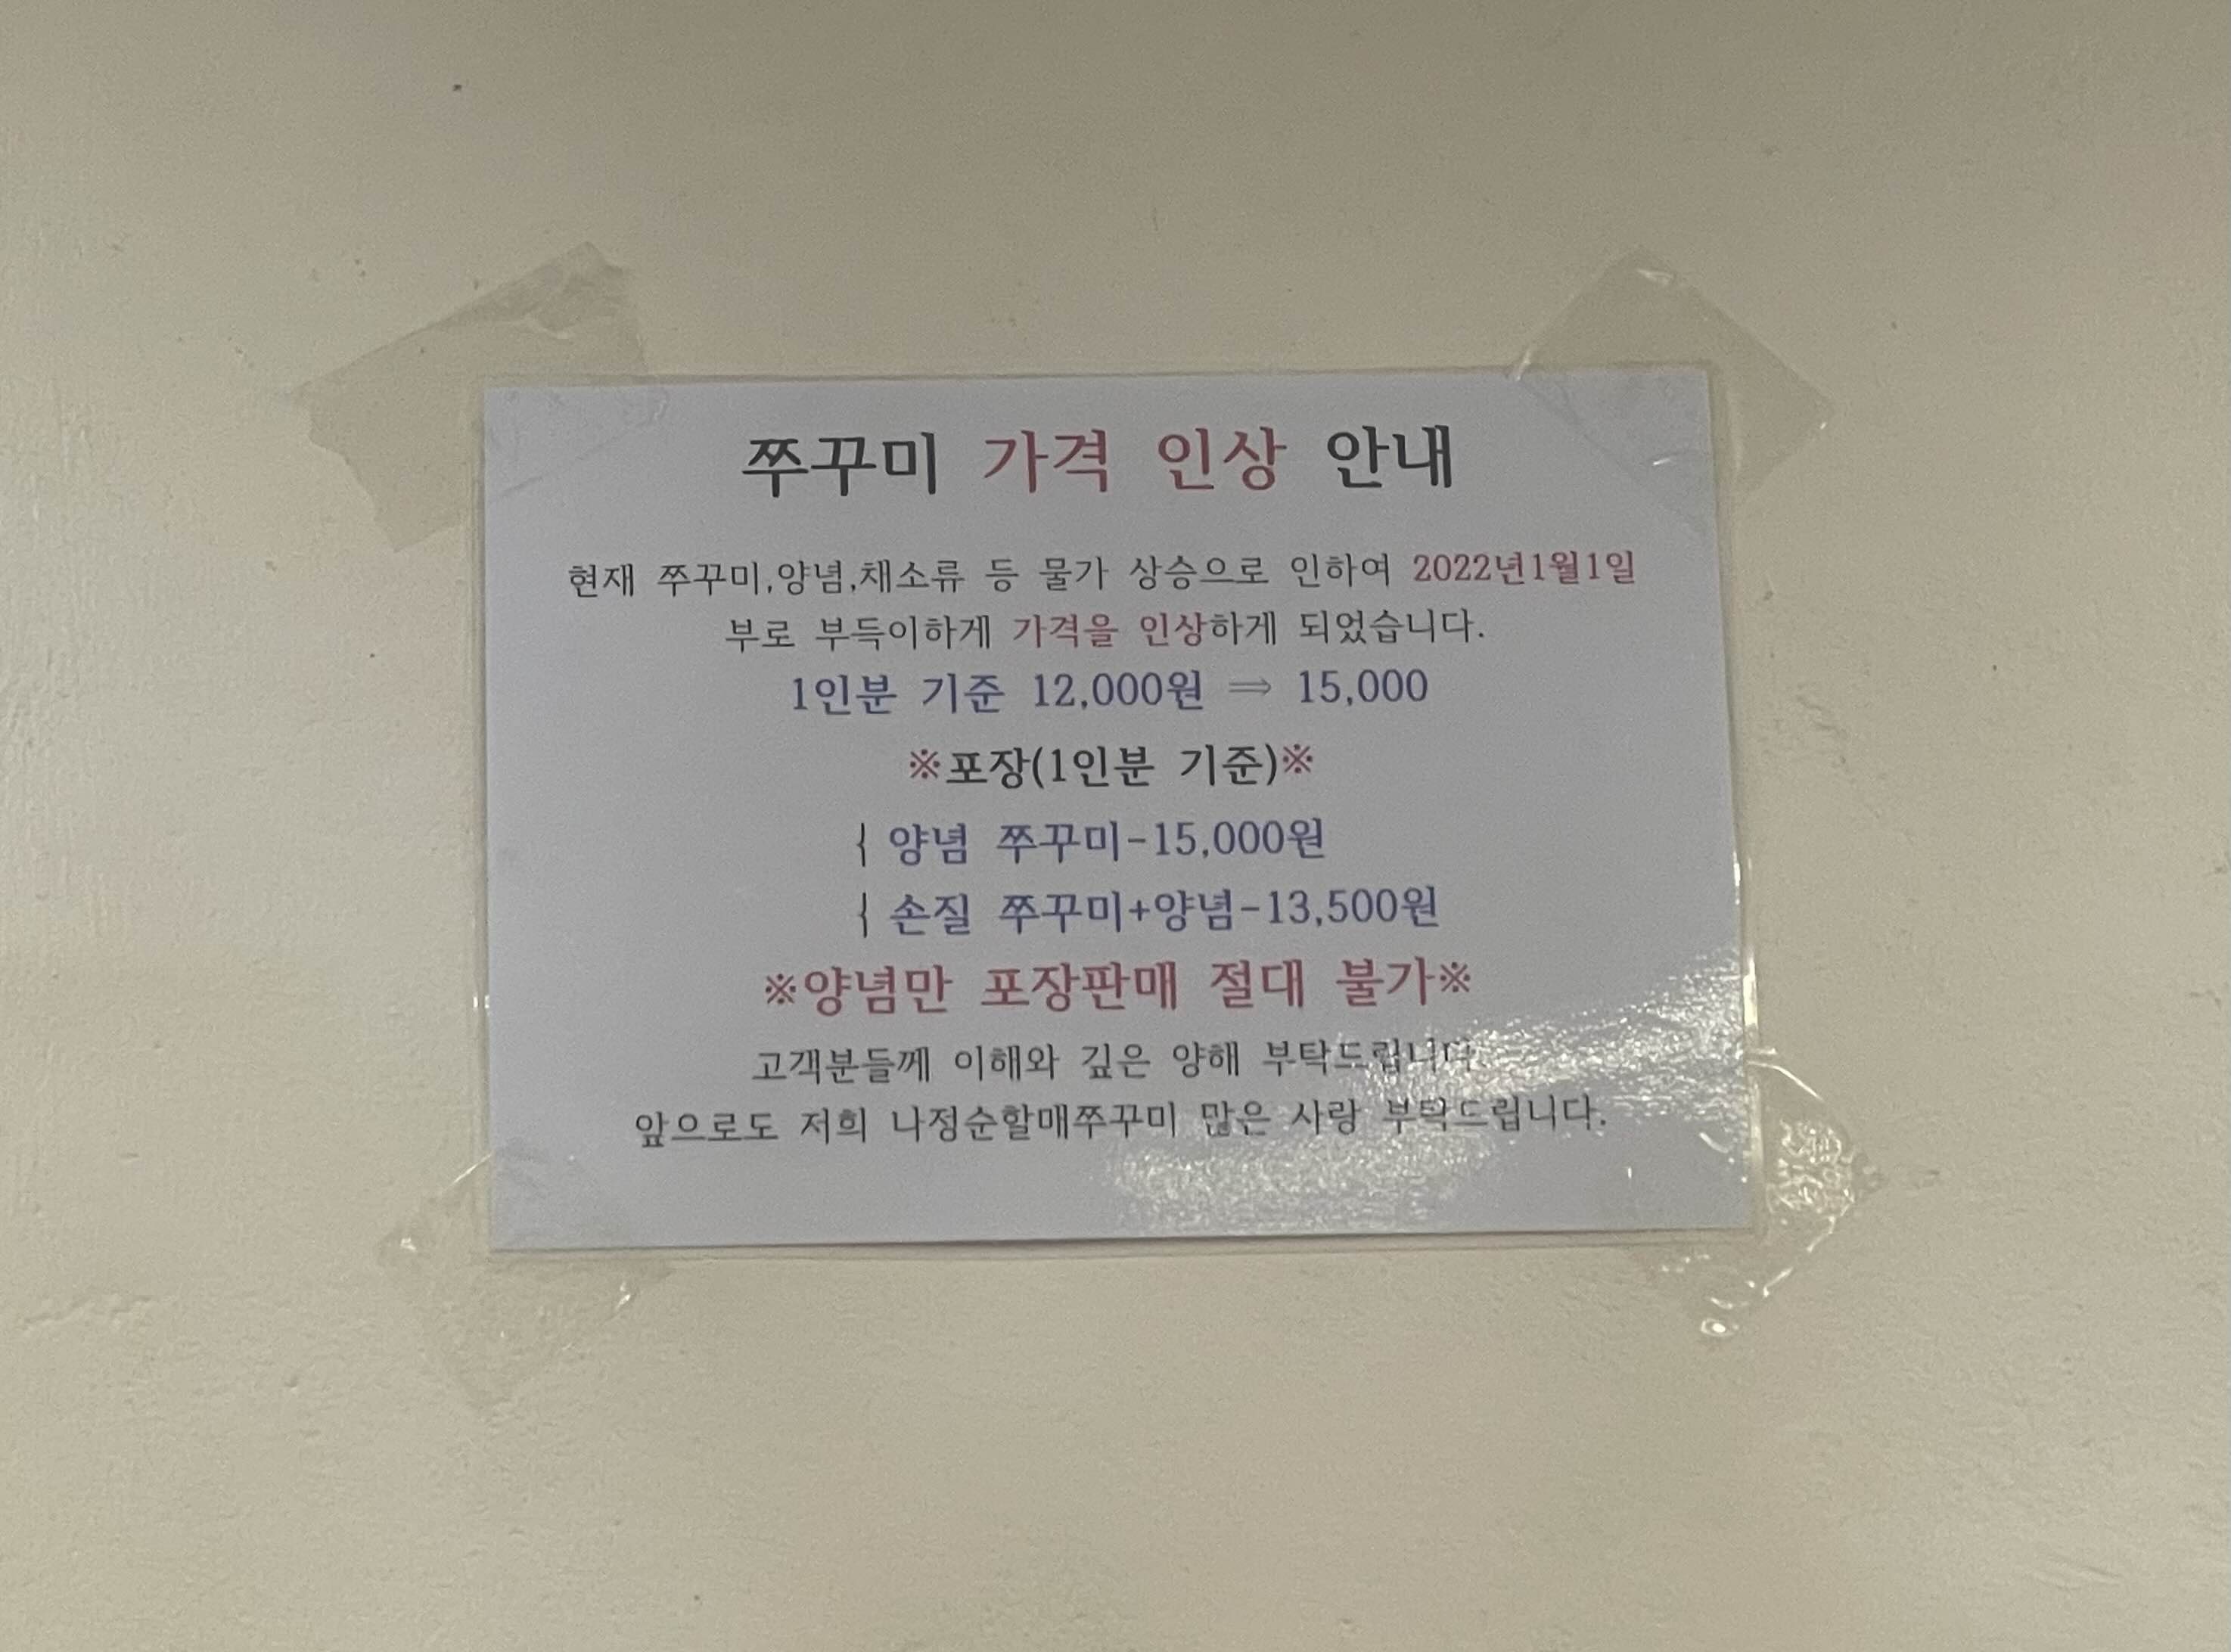 쭈꾸미 가격 인상 안내
현재 쭈꾸미,양념,채소류 등 물가 상승으로 인하여 2022년1월1일
부로 부득이하게 가격을 인상하게 되었습니다.
1인분 기준 12,000원 ⇒ 15,000
※포장(1인분 기준)※
{ 양념 쭈꾸미-15,000원
{ 손질 쭈꾸미+양념-13,500원
※양념만 포장판매 절대 불가※
고객분들께 이해와 깊은 양해 부탁드립니다.
앞으로도 저희 나정순할매쭈꾸미 많은 사랑 부탁드립니다.